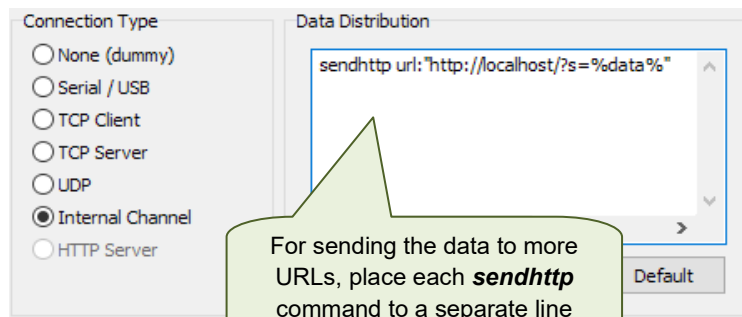 Connection Type
None (dummy)
Serial / USB
TCP Client
TCP Server
UDP
Internal Channel
HTTP Server
Data Distribution
sendhttp url:"http://localhost/?s=%data%"
For sending the data to more
URLs, place each sendhttp
command to a separate line
Default